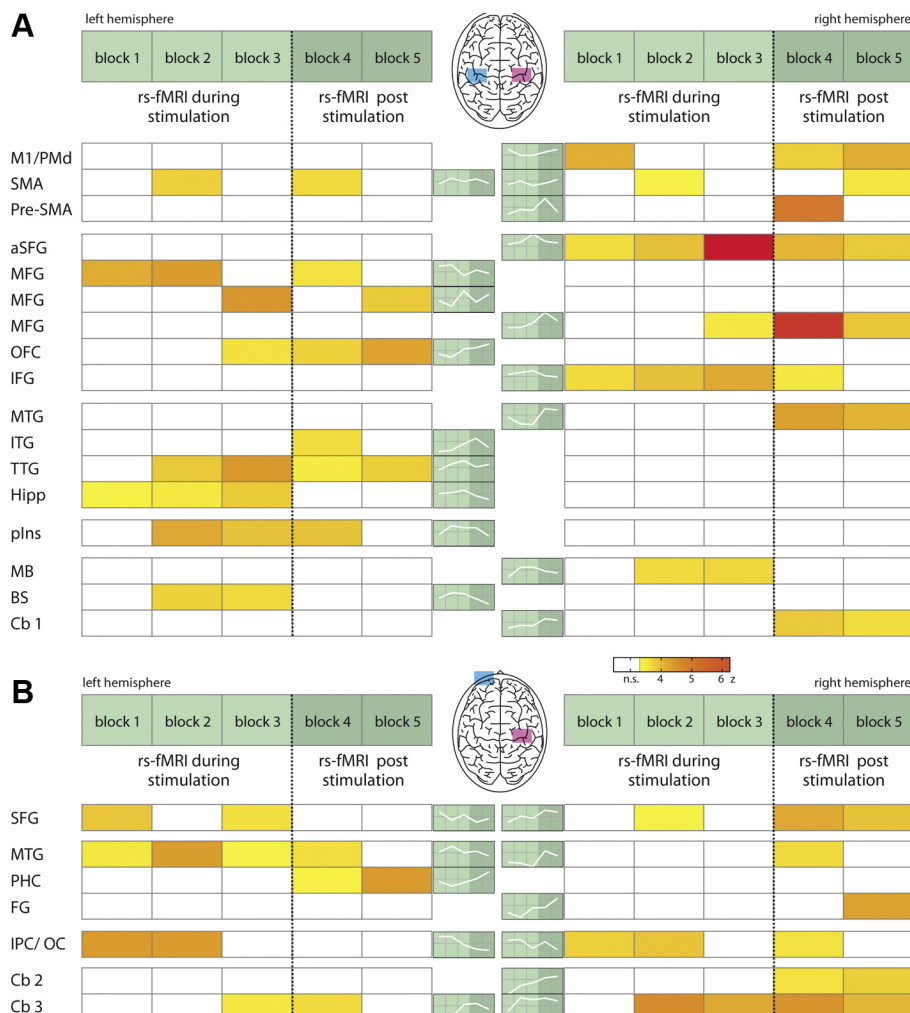 A
left hemisphere
right hemisphere
block 1 block 2 block 3 block 4 block 5
block 1 block 2 block 3 block 4 block 5
rs-fMRI during stimulation
rs-fMRI post stimulation
rs-fMRI during stimulation
rs-fMRI post stimulation
M1/PMd
SMA
Pre-SMA
aSFG
MFG
MFG
MFG
OFC
IFG
MTG
ITG
TTG
Hipp
pIns
MB
BS
Cb 1
n.s. 4 5 6 z
B
left hemisphere
right hemisphere
block 1 block 2 block 3 block 4 block 5
block 1 block 2 block 3 block 4 block 5
rs-fMRI during stimulation
rs-fMRI post stimulation
rs-fMRI during stimulation
rs-fMRI post stimulation
SFG
MTG
PHC
FG
IPC/ OC
Cb 2
Cb 3